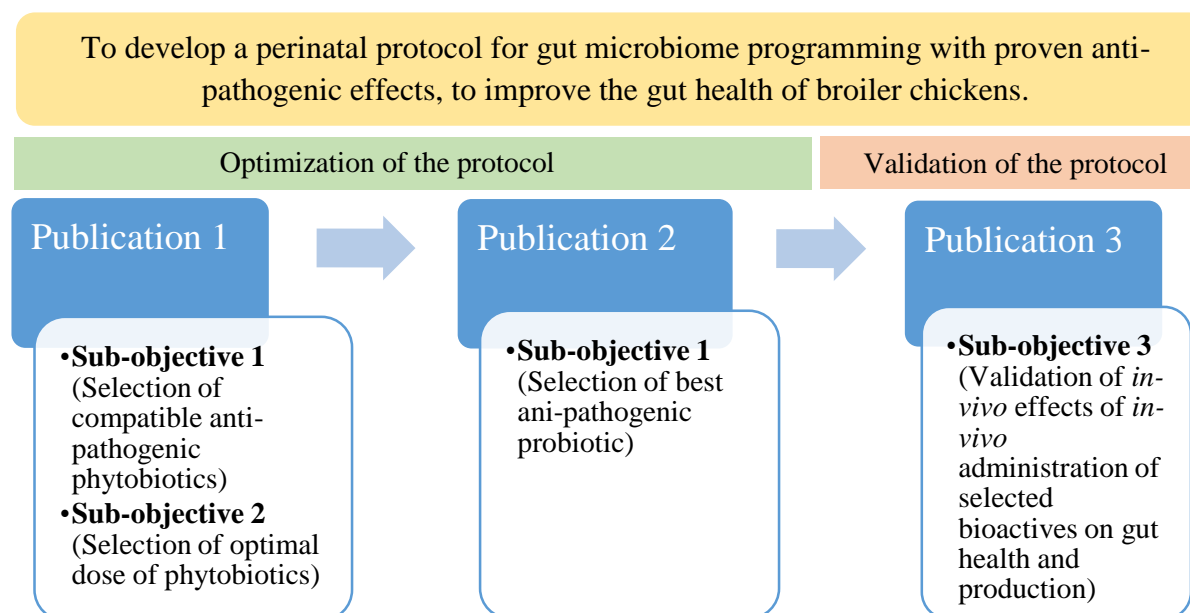 To develop a perinatal protocol for gut microbiome programming with proven anti-
pathogenic effects, to improve the gut health of broiler chickens.
Optimization of the protocol
Validation of the protocol
Publication 1
•Sub-objective 1
(Selection of
compatible anti-
pathogenic
phytobiotics)
•Sub-objective 2
(Selection of optimal
dose of phytobiotics)
Publication 2
•Sub-objective 1
(Selection of best
ani-pathogenic
probiotic)
Publication 3
•Sub-objective 3
(Validation of in-
vivo effects of in-
vivo
administration of
selected
bioactives on gut
health and
production)